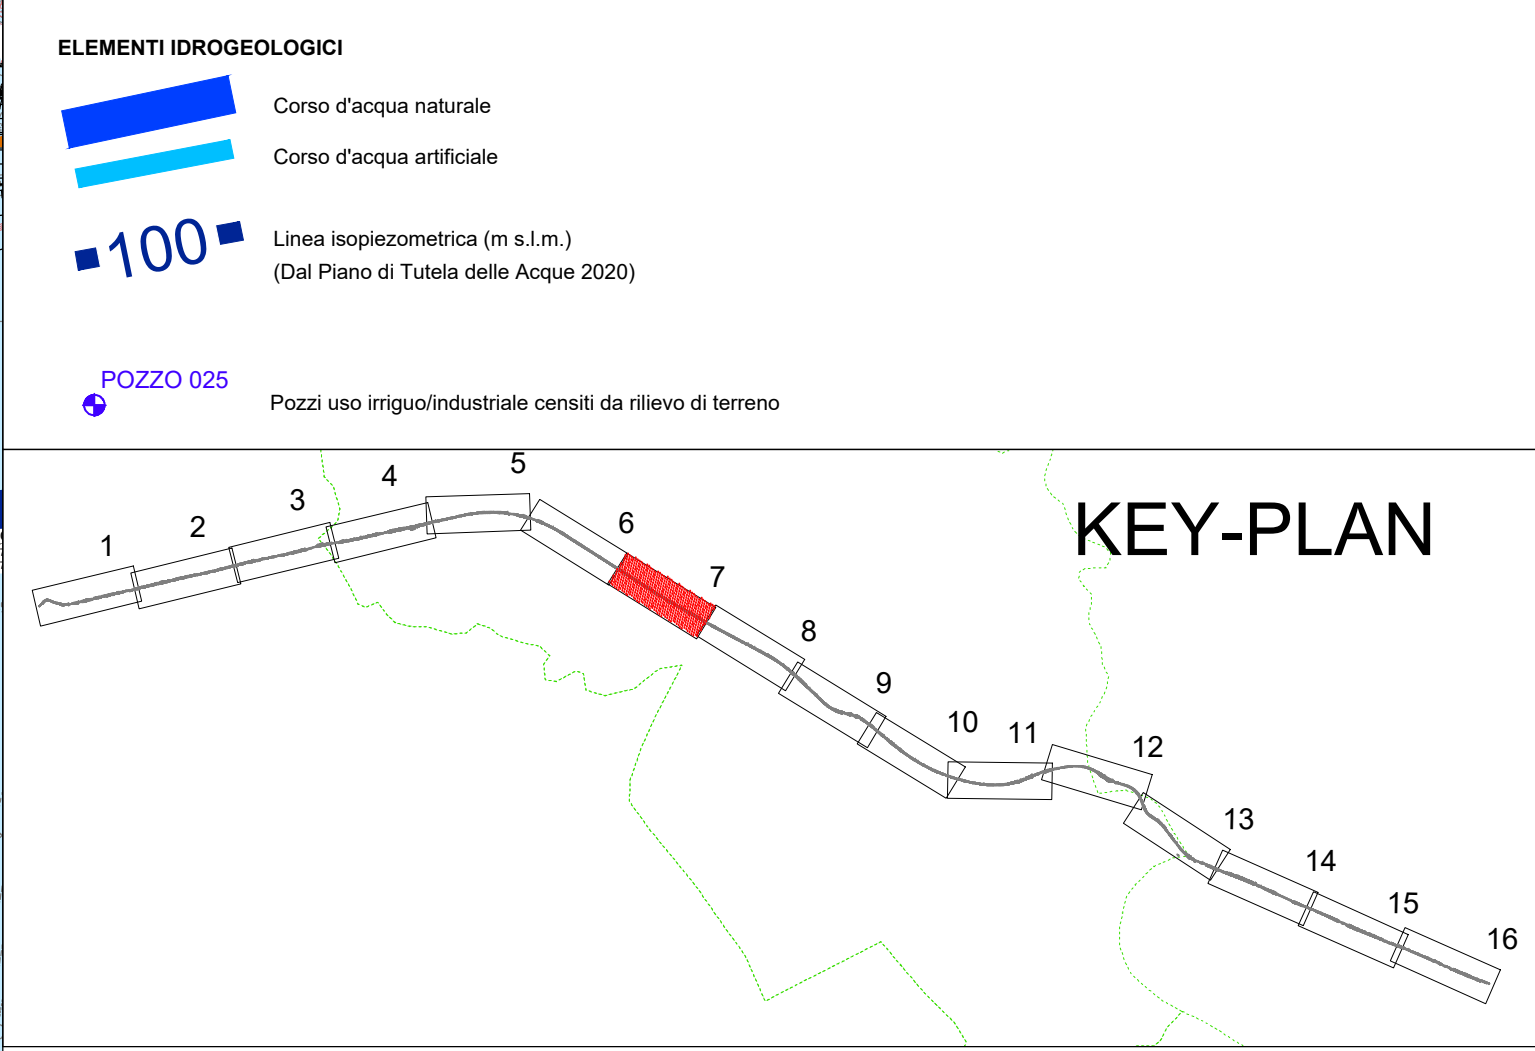 ELEMENTI IDROGEOLOGICI
Corso d'acqua naturale
Corso d'acqua artificiale
100
Linea isopiezometrica (m s.l.m.)
(Dal Piano di Tutela delle Acque 2020)
POZZO 025
Pozzi uso irriguo/industriale censiti da rilievo di terreno
KEY-PLAN
1
2
3
4
5
6
7
8
9
10
11
12
13
14
15
16